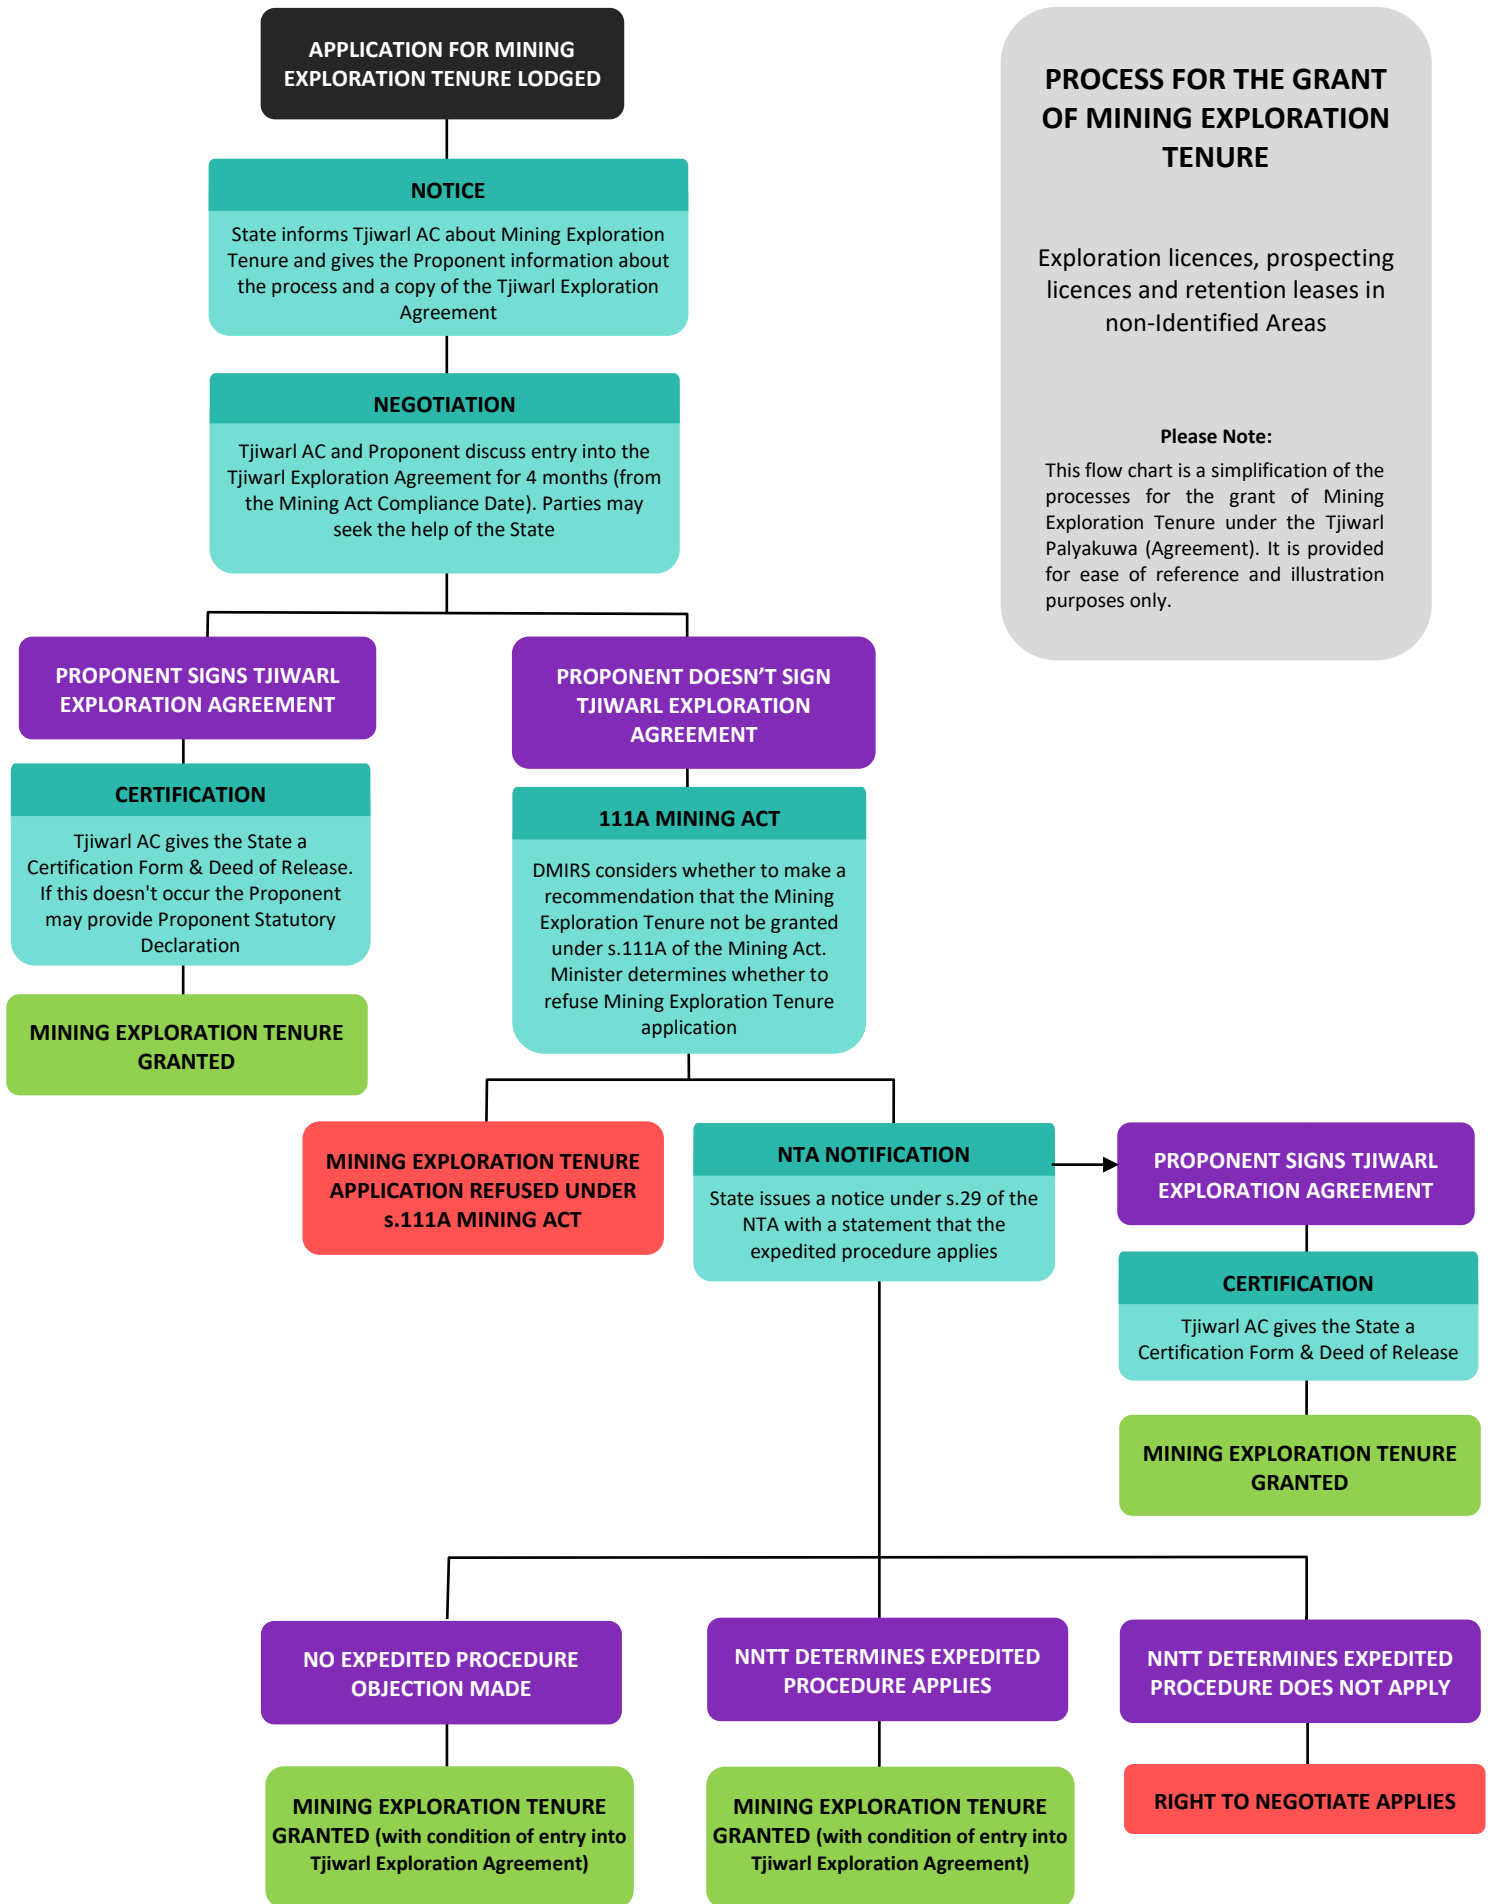 APPLICATION FOR MINING
EXPLORATION TENURE LODGED
PROCESS FOR THE GRANT
OF MINING EXPLORATION
TENURE
Exploration licences, prospecting
licences and retention leases in
non-Identified Areas
Please Note:
This flow chart is a simplification of the
processes for the grant of Mining
Exploration Tenure under the Tjiwarl
Palyakuwa (Agreement). It is provided
for ease of reference and illustration
purposes only.
NOTICE
State informs Tjiwarl AC about Mining Exploration
Tenure and gives the Proponent information about
the process and a copy of the Tjiwarl Exploration
Agreement
NEGOTIATION
Tjiwarl AC and Proponent discuss entry into the
Tjiwarl Exploration Agreement for 4 months (from
the Mining Act Compliance Date). Parties may
seek the help of the State
PROPONENT SIGNS TJIWARL
EXPLORATION AGREEMENT
PROPONENT DOESN’T SIGN
TJIWARL EXPLORATION
AGREEMENT
CERTIFICATION
Tjiwarl AC gives the State a
Certification Form & Deed of Release.
If this doesn't occur the Proponent
may provide Proponent Statutory
Declaration
MINING EXPLORATION TENURE
GRANTED
111A MINING ACT
DMIRS considers whether to make a
recommendation that the Mining
Exploration Tenure not be granted
under s.111A of the Mining Act.
Minister determines whether to
refuse Mining Exploration Tenure
application
MINING EXPLORATION TENURE
APPLICATION REFUSED UNDER
s.111A MINING ACT
NTA NOTIFICATION
State issues a notice under s.29 of the
NTA with a statement that the
expedited procedure applies
PROPONENT SIGNS TJIWARL
EXPLORATION AGREEMENT
CERTIFICATION
Tjiwarl AC gives the State a
Certification Form & Deed of Release
MINING EXPLORATION TENURE
GRANTED
NO EXPEDITED PROCEDURE
OBJECTION MADE
NNTT DETERMINES EXPEDITED
PROCEDURE APPLIES
NNTT DETERMINES EXPEDITED
PROCEDURE DOES NOT APPLY
MINING EXPLORATION TENURE
GRANTED (with condition of entry into
Tjiwarl Exploration Agreement)
MINING EXPLORATION TENURE
GRANTED (with condition of entry into
Tjiwarl Exploration Agreement)
RIGHT TO NEGOTIATE APPLIES